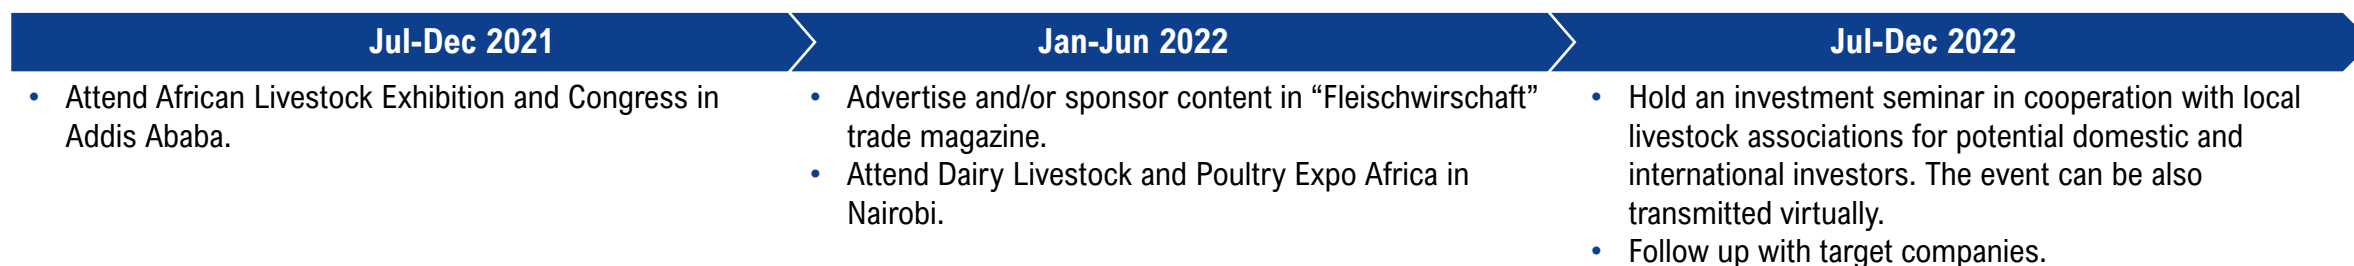 Jul-Dec 2021
• Attend African Livestock Exhibition and Congress in
Addis Ababa.
Jan-Jun 2022
• Advertise and/or sponsor content in “Fleischwirschaft”
trade magazine.
• Attend Dairy Livestock and Poultry Expo Africa in
Nairobi.
Jul-Dec 2022
• Hold an investment seminar in cooperation with local
livestock associations for potential domestic and
international investors. The event can be also
transmitted virtually.
• Follow up with target companies.